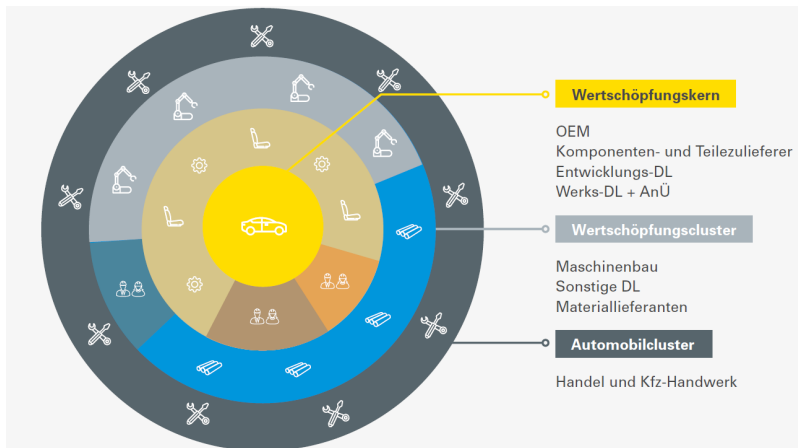 Wertschöpfungskern
OEM
Komponenten- und Teilezulieferer
Entwicklungs-DL
Werks-DL + AnÜ
Wertschöpfungscluster
Maschinenbau
Sonstige DL
Materiallieferanten
Automobilcluster
Handel und Kfz-Handwerk